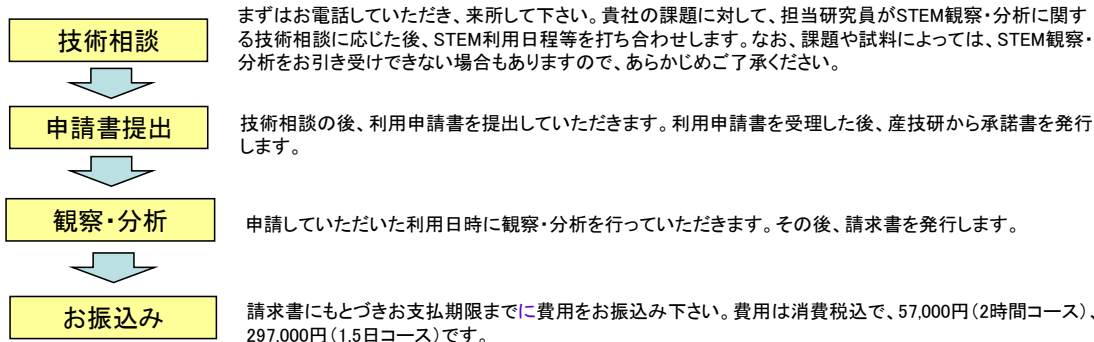 技術相談
まずはお電話していただき、来所して下さい。貴社の課題に対して、担当研究員がSTEM観察・分析に関す
る技術相談に応じた後、STEM利用日程等を打ち合わせします。なお、課題や試料によっては、STEM観察・
分析をお引き受けできない場合もありますので、あらかじめご了承ください。
申請書提出
技術相談の後、利用申請書を提出していただきます。利用申請書を受理した後、産技研から承諾書を発行
します。
観察・分析
申請していただいた利用日時に観察・分析を行っていただきます。その後、請求書を発行します。
お振込み
請求書にもとづきお支払期限までに費用をお振込み下さい。費用は消費税込で、57,000円(2時間コース)、
297,000円(1.5日コース)です。